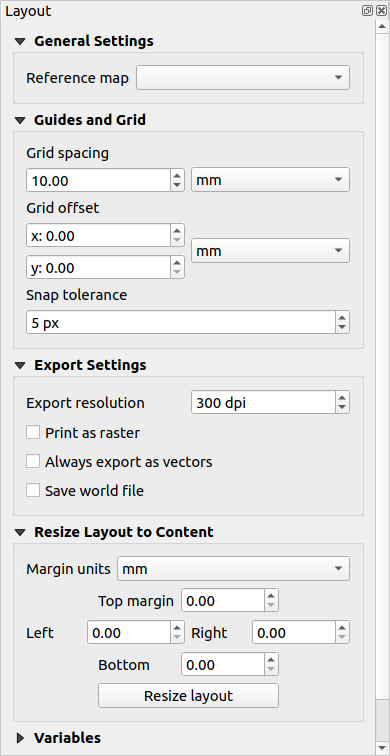 Layout
General Settings
Reference map
Guides and Grid
Grid spacing
10.00 mm
Grid offset
x: 0.00
mm
y: 0.00
Snap tolerance
5 px
Export Settings
Export resolution 300 dpi
Print as raster
Always export as vectors
Save world file
Resize Layout to Content
Margin units mm
Top margin 0.00
Left 0.00 Right 0.00
Bottom 0.00
Resize layout
Variables